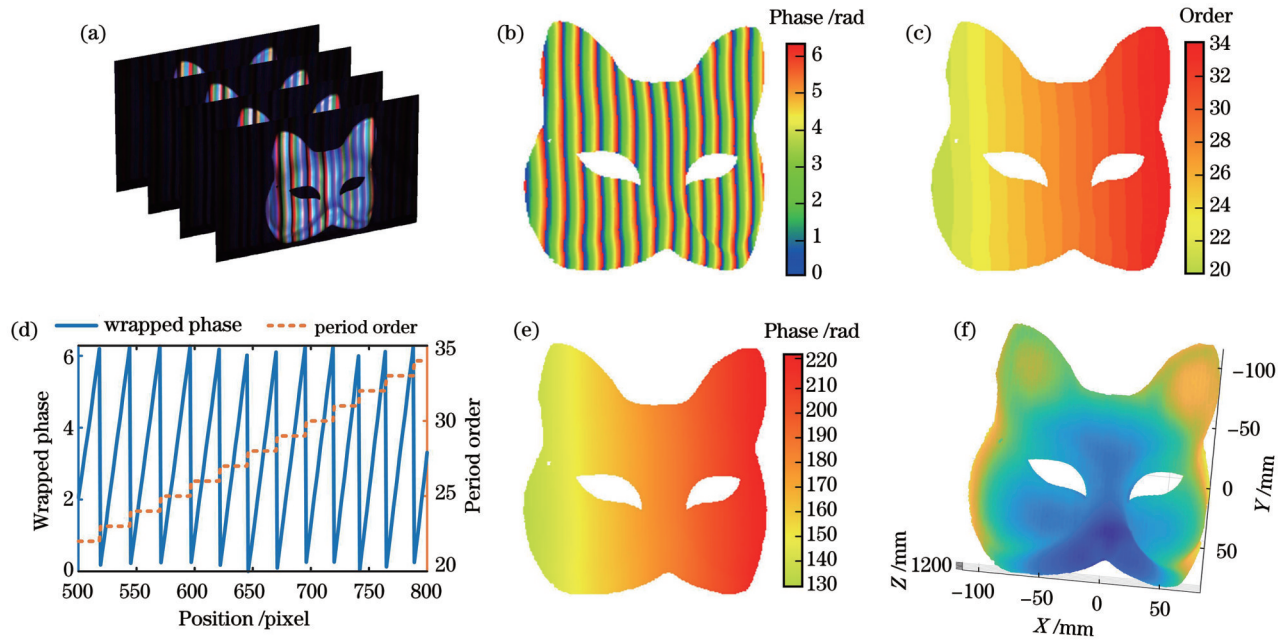 (a)
(b)
Phase /rad
6
5
4
3
2
1
0
(c)
Order
34
32
30
28
26
24
22
20
(d)
wrapped phase
period order
Wrapped phase
6
4
2
0
35
30
25
20
Period order
500 550 600 650 700 750 800
Position /pixel
(e)
Phase /rad
220
210
200
190
180
170
160
150
140
130
(f)
-100
-50
0
50
Y /mm
Z /mm
1200
-100 -50 0 50
X /mm